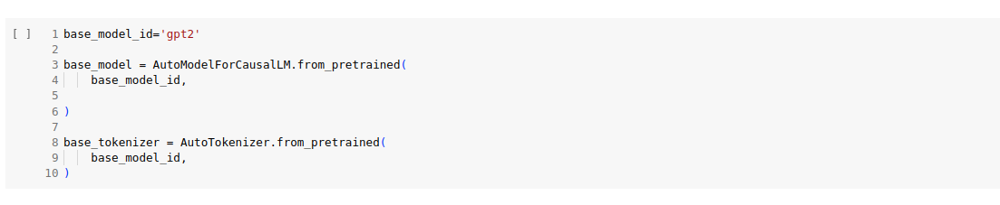 [ ] 1 base_model_id='gpt2'
2
3 base_model = AutoModelForCausalLM.from_pretrained(
4     base_model_id,
5
6 )
7
8 base_tokenizer = AutoTokenizer.from_pretrained(
9     base_model_id,
10 )